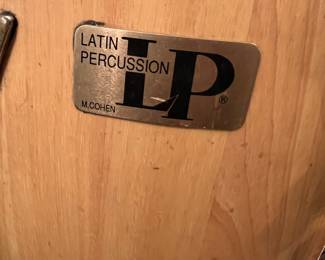 LATIN
PERCUSSION
LP®
M.COHEN